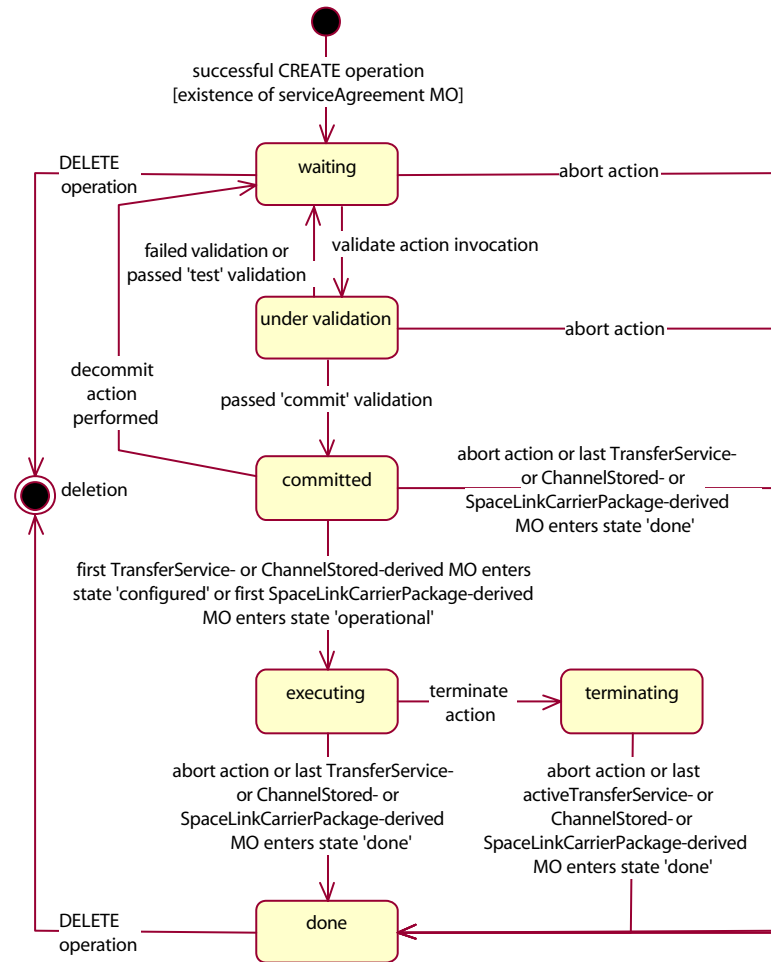 successful CREATE operation
[existence of serviceAgreement MO]
DELETE
operation
waiting
abort action
failed validation or
passed 'test' validation
validate action invocation
under validation
abort action
decommit
action
performed
passed 'commit' validation
deletion
committed
abort action or last TransferService-
or ChannelStored- or
SpaceLinkCarrierPackage-derived
MO enters state 'done'
first TransferService- or ChannelStored-derived MO enters
state 'configured' or first SpaceLinkCarrierPackage-derived
MO enters state 'operational'
executing
terminate
action
terminating
abort action or last TransferService-
or ChannelStored- or
SpaceLinkCarrierPackage-derived
MO enters state 'done'
abort action or last
activeTransferService- or
ChannelStored- or
SpaceLinkCarrierPackage-derived
MO enters state 'done'
DELETE
operation
done